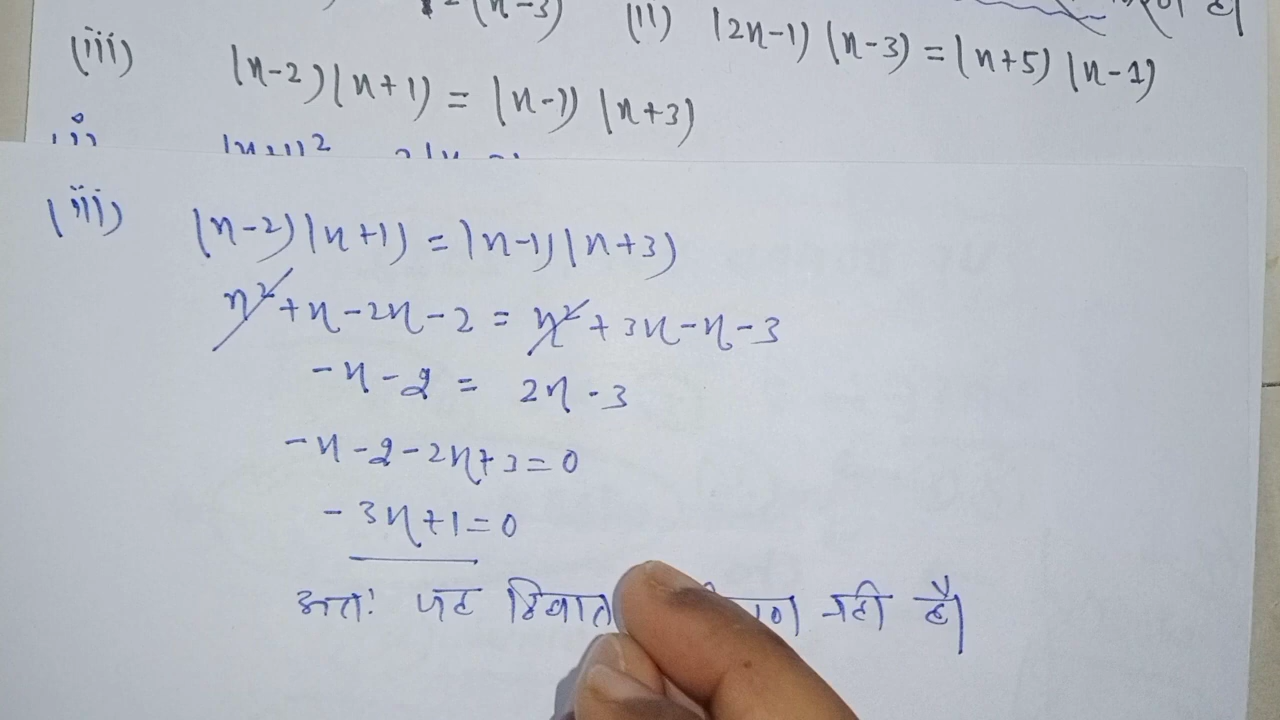 (n-3) (ii) (2x-1)(x-3)=(x+5)(x-1)
(iii) (x-2)(x+1) = (x-1)(x+3)
(iii) (x-2)(x+1) = (x-1)(x+3)
x²+x-2x-2 = x²+3x-x-3
-x-2 = 2x-3
-x-2-2x+3=0
-3x+1=0
अतः यह नही है।